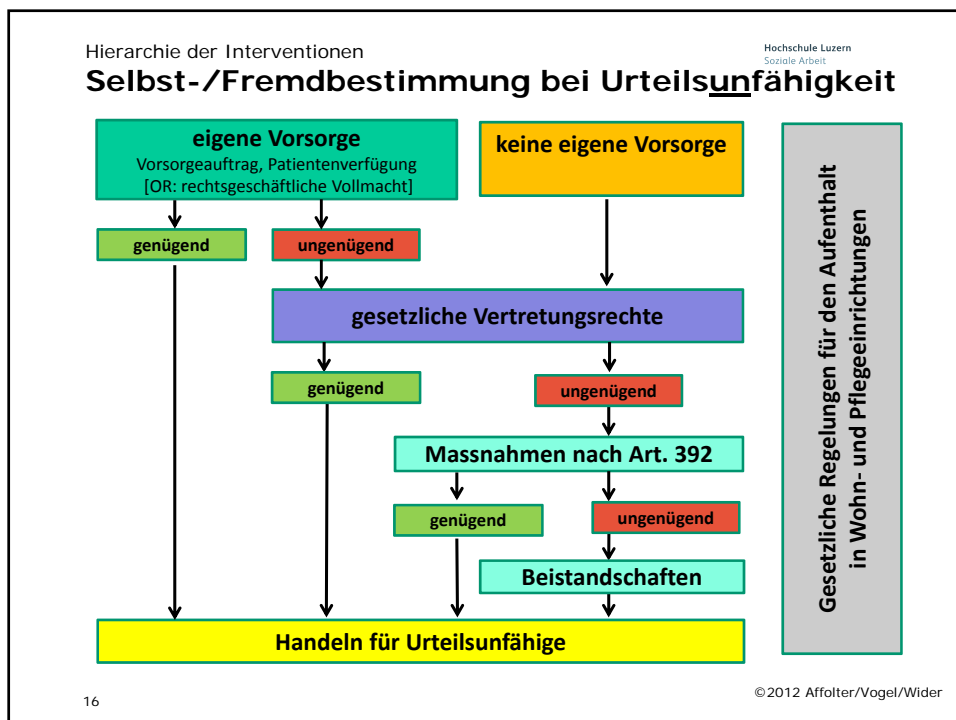 Hierarchie der Interventionen
Hochschule Luzern
Soziale Arbeit
Selbst-/Fremdbestimmung bei Urteilsunfähigkeit
eigene Vorsorge
Vorsorgeauftrag, Patientenverfügung
[OR: rechtsgeschäftliche Vollmacht]
keine eigene Vorsorge
genügend
ungenügend
gesetzliche Vertretungsrechte
genügend
ungenügend
Massnahmen nach Art. 392
genügend
ungenügend
Beistandschaften
Handeln für Urteilsunfähige
Gesetzliche Regelungen für den Aufenthalt
in Wohn- und Pflegeeinrichtungen
16
©2012 Affolter/Vogel/Wider